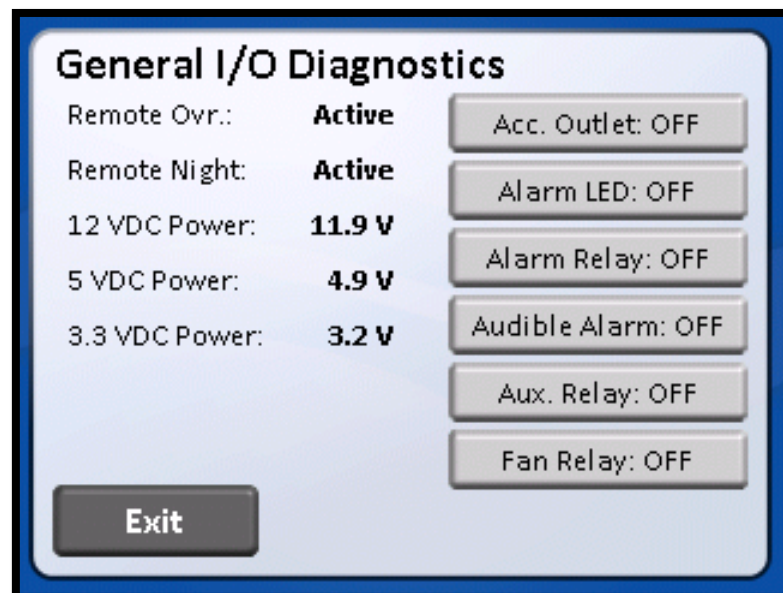 General I/O Diagnostics
Remote Ovr.: Active
Acc. Outlet: OFF
Remote Night: Active
Alarm LED: OFF
12 VDC Power: 11.9 V
Alarm Relay: OFF
5 VDC Power: 4.9 V
3.3 VDC Power: 3.2 V
Audible Alarm: OFF
Aux. Relay: OFF
Fan Relay: OFF
Exit